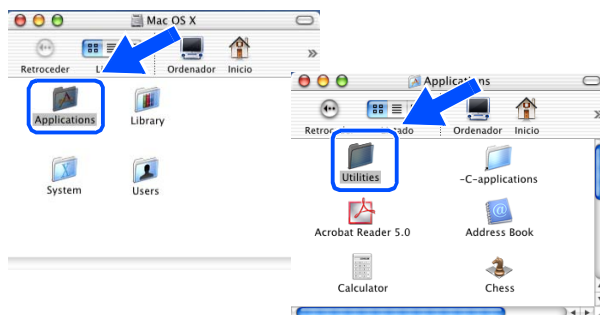 Mac OS X
Retroceder
Ordenador
Inicio
Applications
Library
System
Users
Applications
Ordenador
Inicio
Utilities
-C-applications
Acrobat Reader 5.0
Address Book
Calculator
Chess